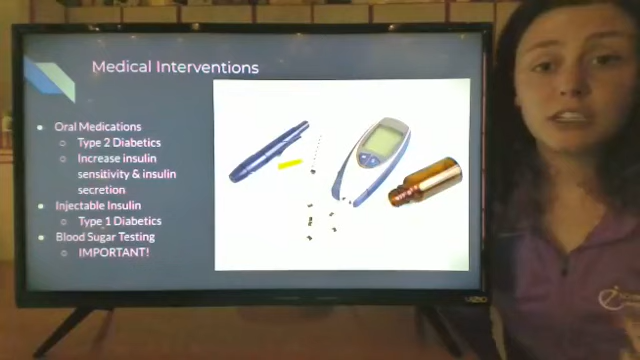 Medical Interventions
Oral Medications
Type 2 Diabetics
Increase insulin
sensitivity & insulin
secretion
Injectable Insulin
Type 1 Diabetics
Blood Sugar Testing
IMPORTANT!
VIZIO